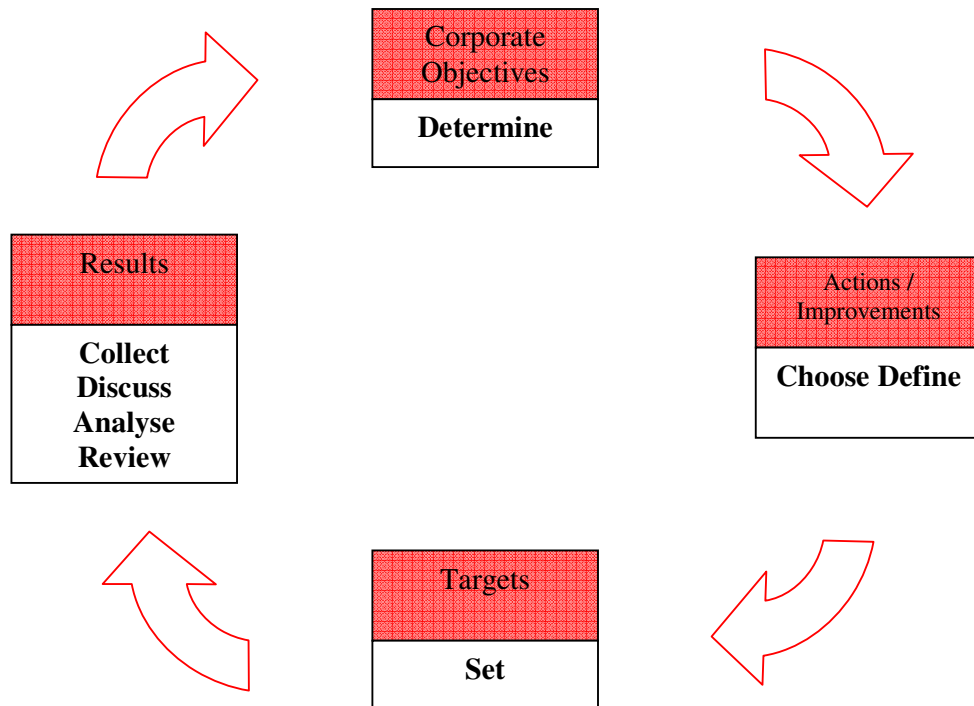 Corporate
Objectives
Determine
Actions /
Improvements
Choose Define
Targets
Set
Results
Collect
Discuss
Analyse
Review